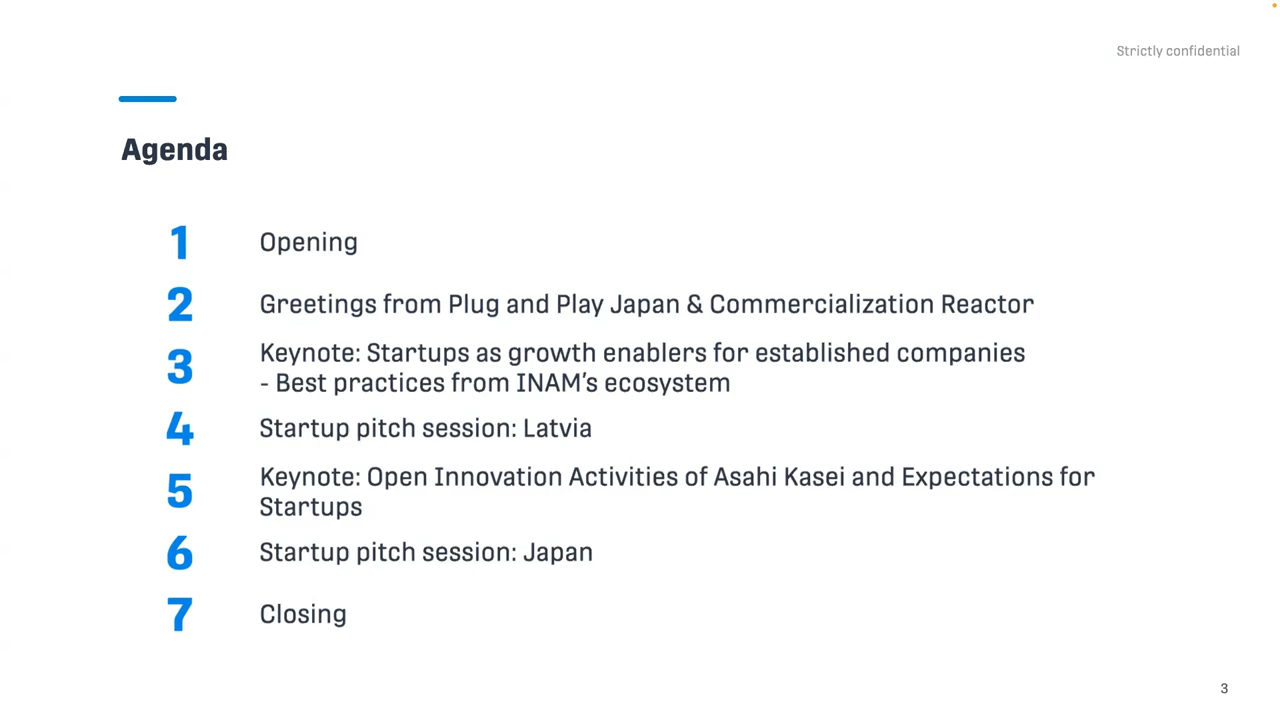 Strictly confidential
Agenda
1 Opening
2 Greetings from Plug and Play Japan & Commercialization Reactor
3 Keynote: Startups as growth enablers for established companies
- Best practices from INAM’s ecosystem
4 Startup pitch session: Latvia
5 Keynote: Open Innovation Activities of Asahi Kasei and Expectations for
Startups
6 Startup pitch session: Japan
7 Closing
3